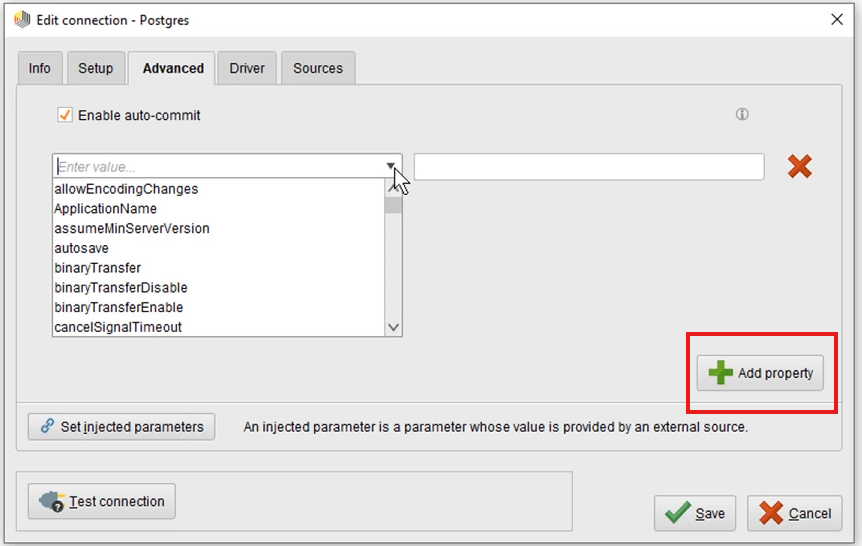 Edit connection - Postgres
Info Setup Advanced Driver Sources
Enable auto-commit
Enter value...
allowEncodingChanges
ApplicationName
assumeMinServerVersion
autosave
binaryTransfer
binaryTransferDisable
binaryTransferEnable
cancelSignalTimeout
Add property
Set injected parameters An injected parameter is a parameter whose value is provided by an external source.
Test connection
Save Cancel